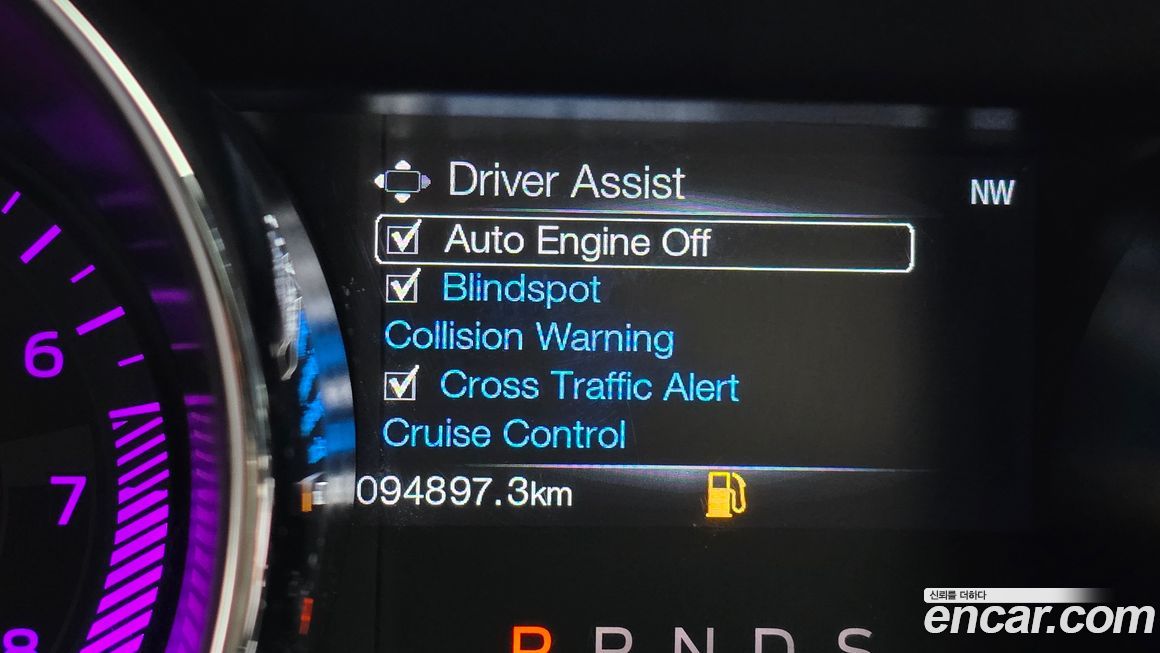 Driver Assist
NW
Auto Engine Off
Blindspot
Collision Warning
Cross Traffic Alert
Cruise Control
094897.3km
6
7
8
P R N D S
신뢰를 더하다
encar.com